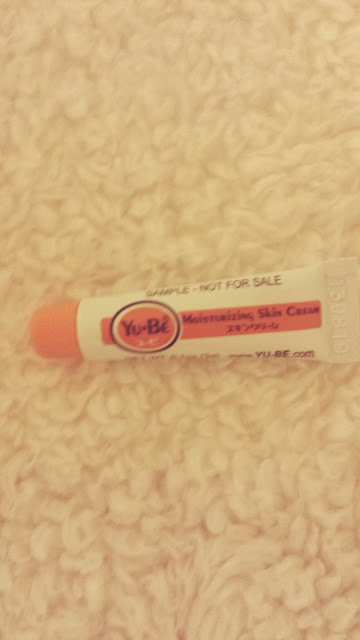 SAMPLE - NOT FOR SALE
Yu-Be®
Moisturizing Skin Cream
スキンクリーム
www.YU-BE.com